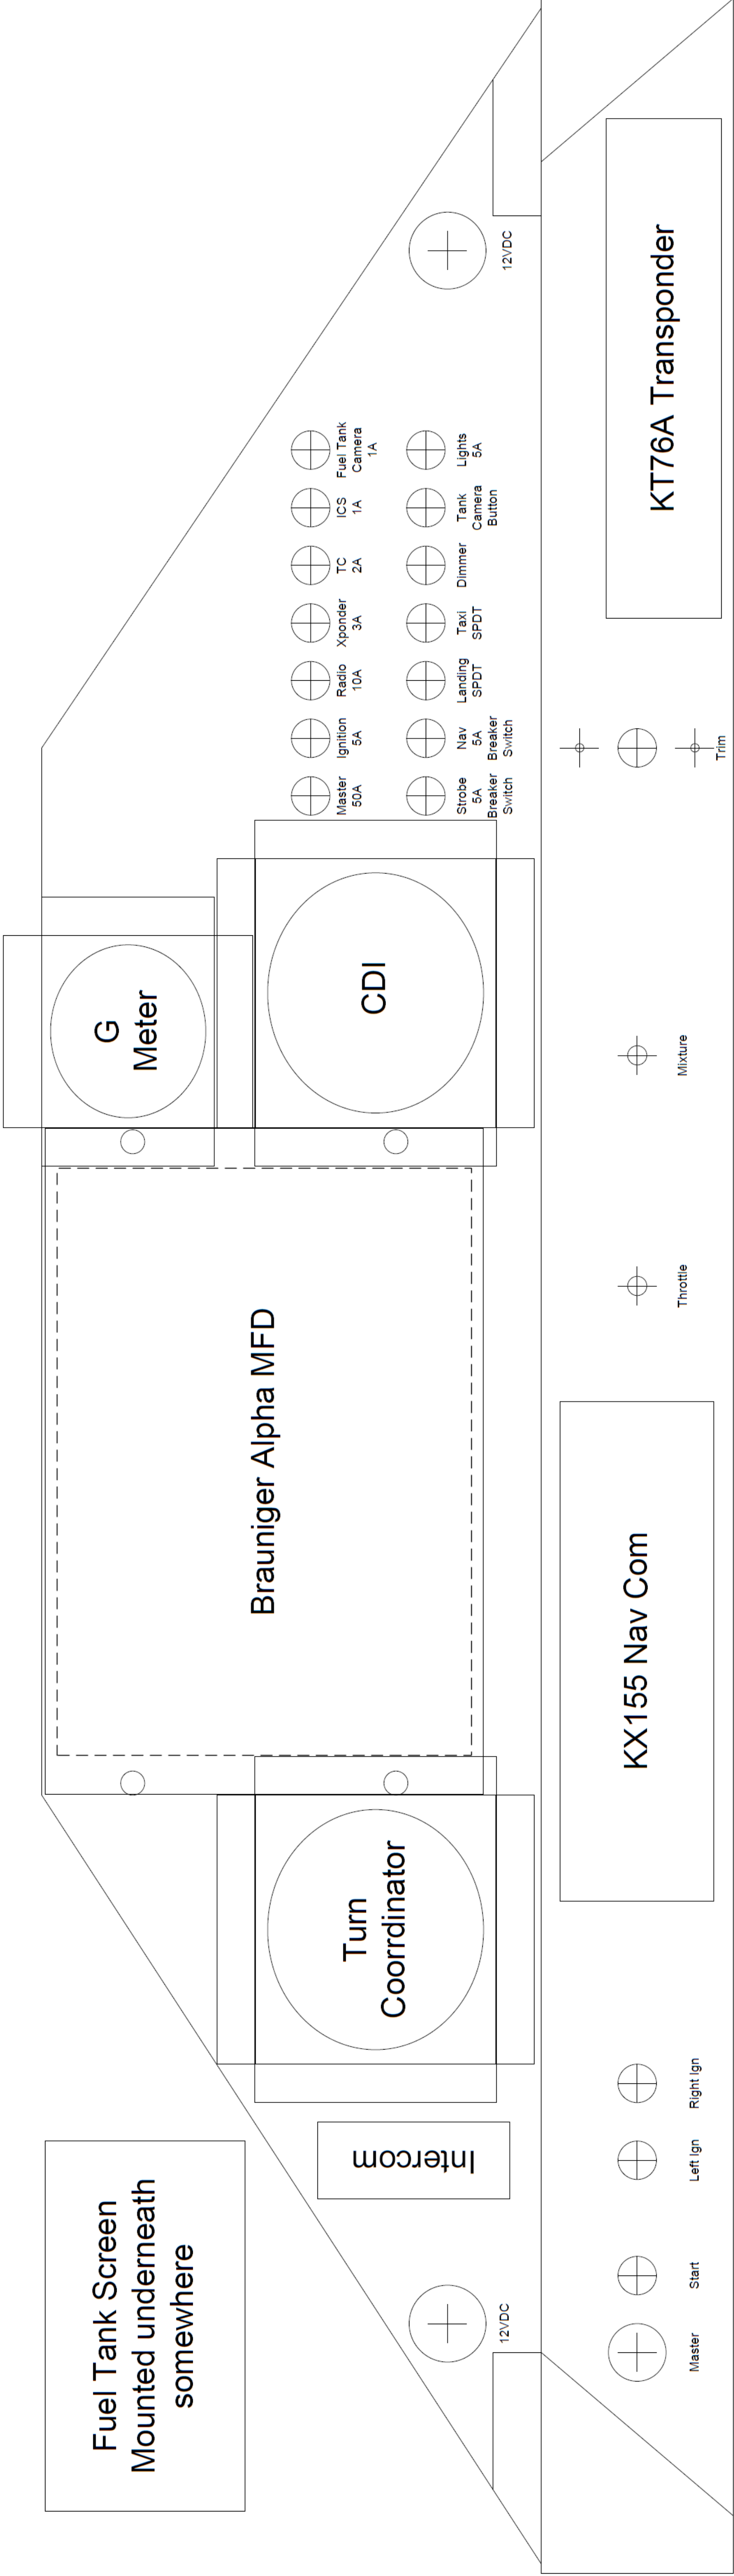 Fuel Tank Screen
Mounted underneath
somewhere
G
Meter
Brauniger Alpha MFD
Turn
Coorrdinator
CDI
Intercom
12VDC
12VDC
Master
50A
Ignition
5A
Radio
10A
Xponder
3A
TC
2A
ICS
1A
Fuel Tank
Camera
1A
Strobe
5A
Breaker
Switch
Nav
5A
Breaker
Switch
Landing
SPDT
Taxi
SPDT
Dimmer
Tank
Camera
Button
Lights
5A
Master
Start
Left Ign
Right Ign
KX155 Nav Com
Throttle
Mixture
Trim
KT76A Transponder